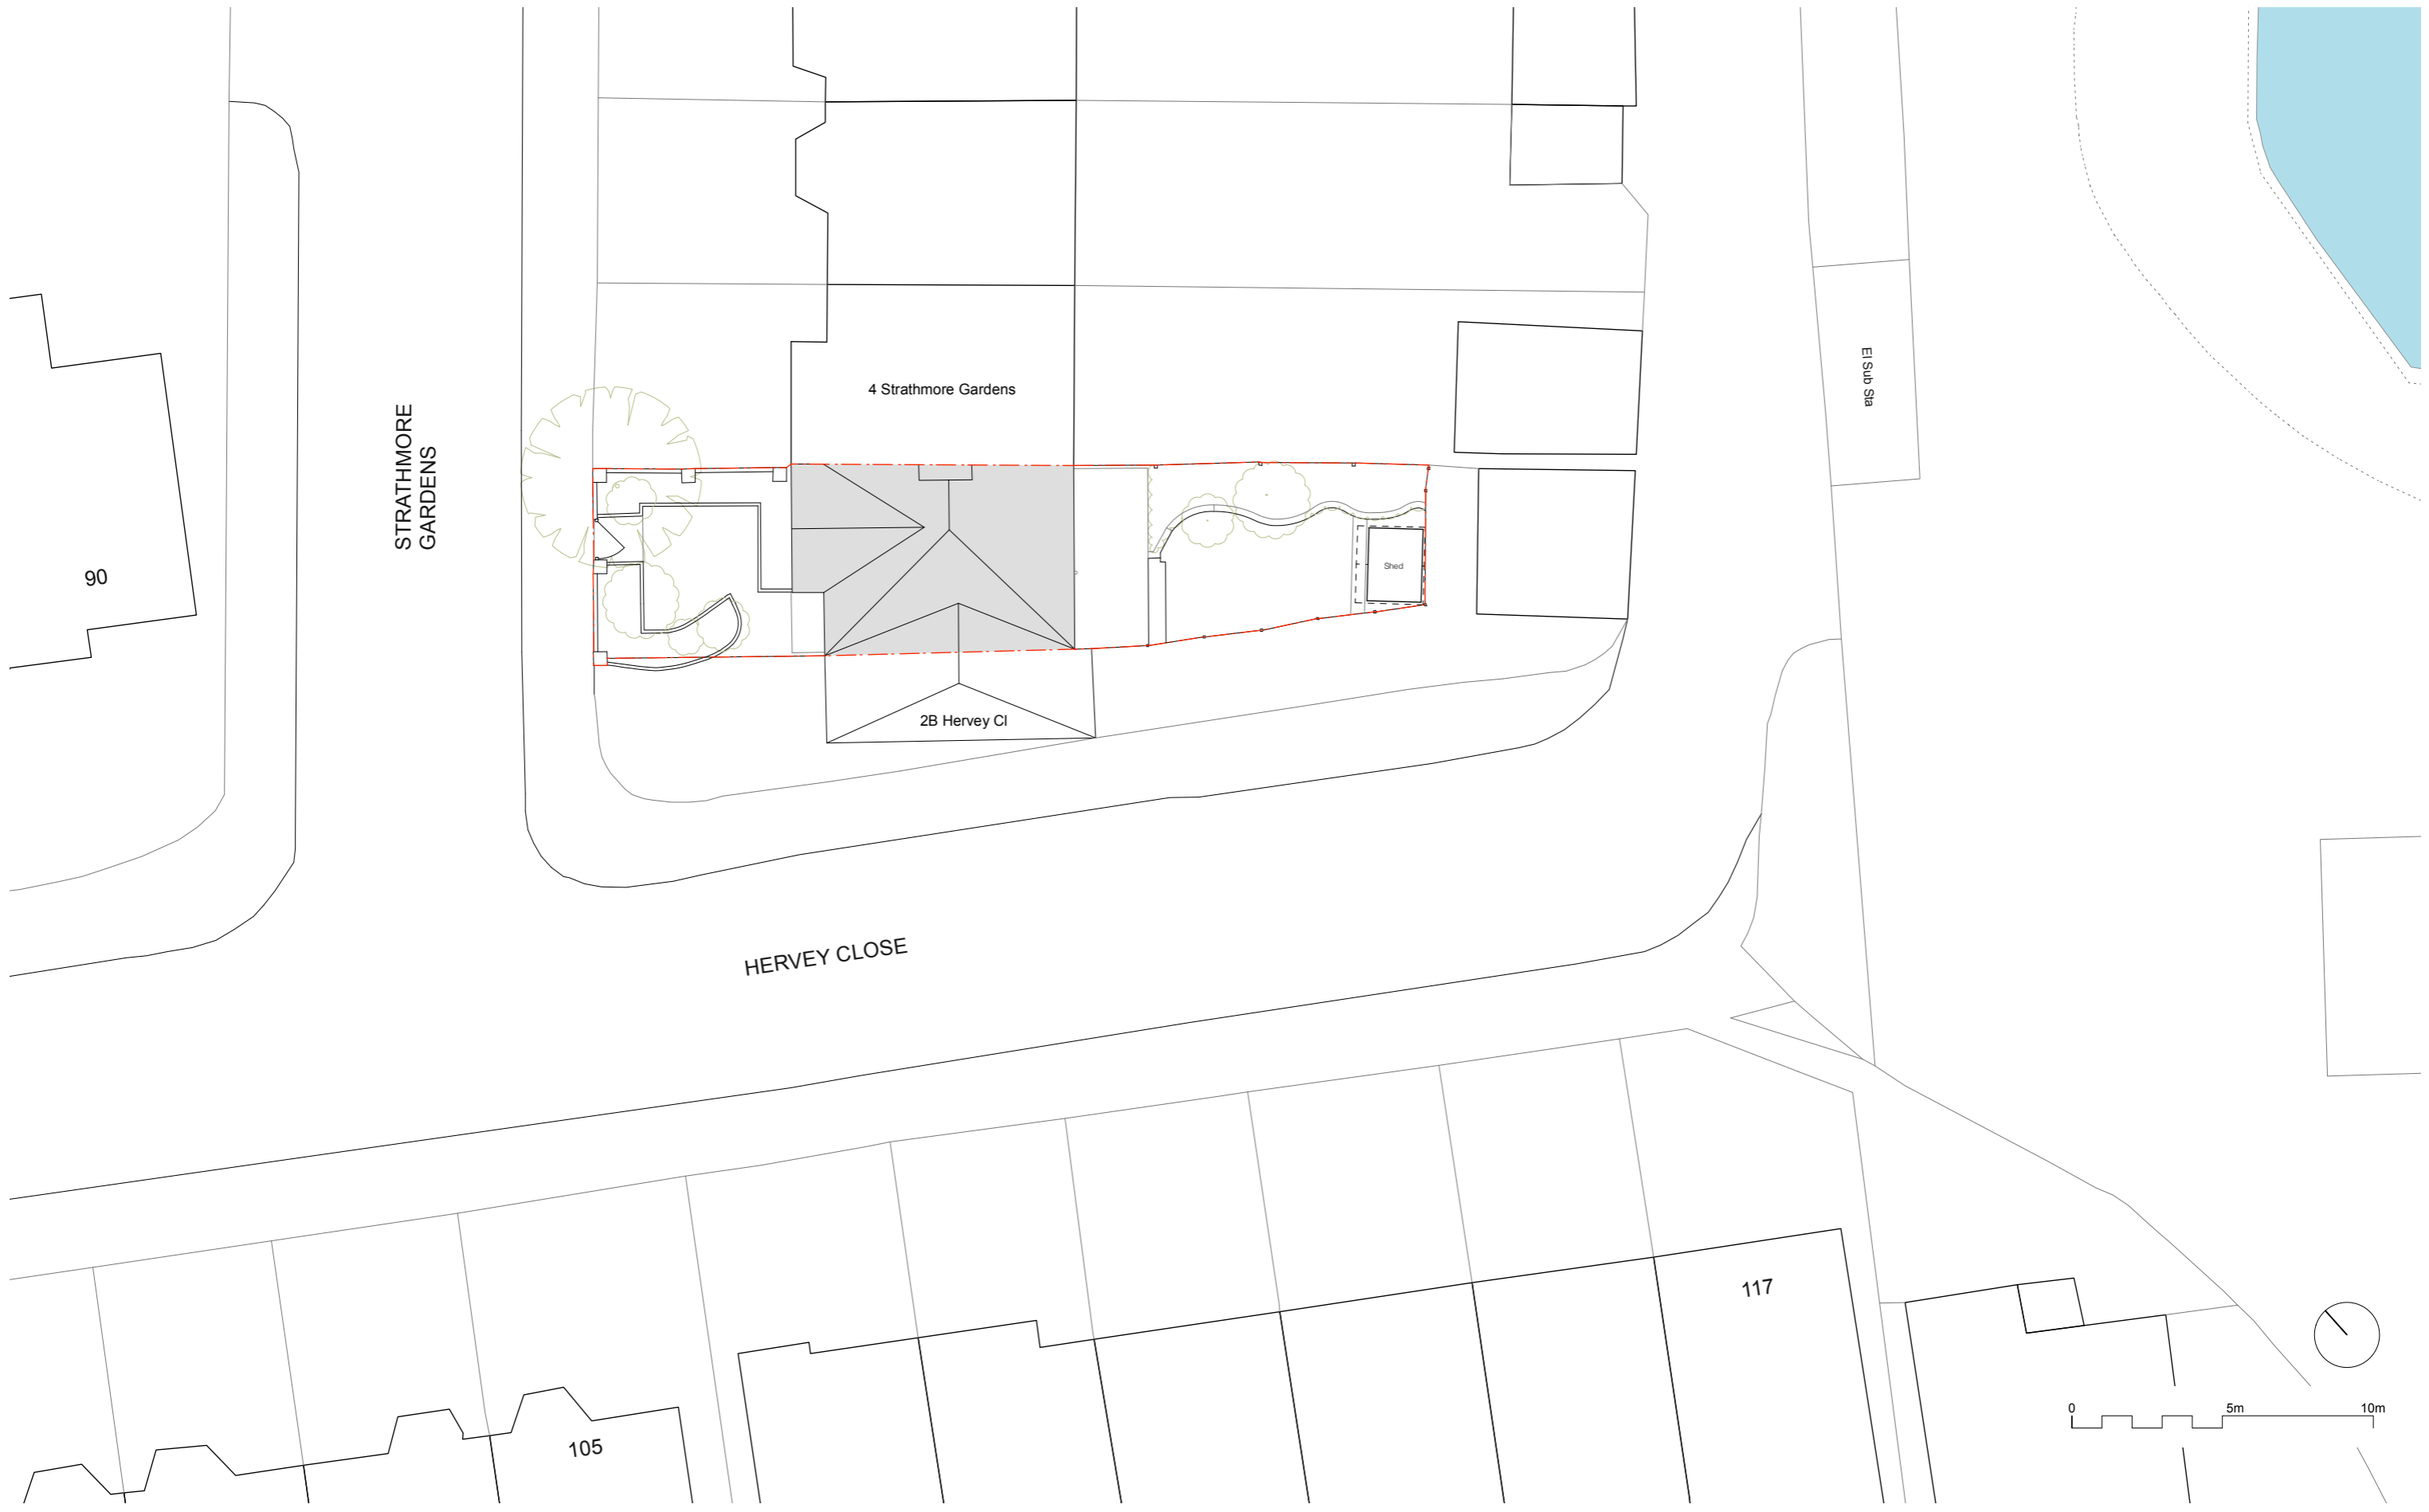 4 Strathmore Gardens
El Sub Sta
STRATHMORE
GARDENS
90
Shed
2B Hervey Cl
HERVEY CLOSE
117
105
0 5m 10m